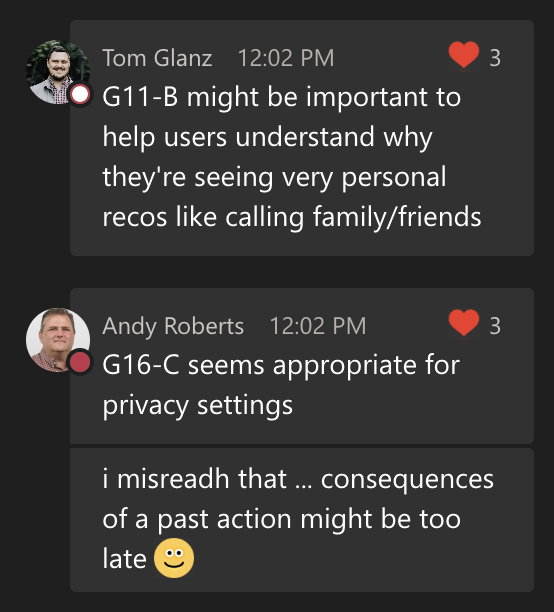 Tom Glanz 12:02 PM 3
G11-B might be important to
help users understand why
they're seeing very personal
recos like calling family/friends
Andy Roberts 12:02 PM 3
G16-C seems appropriate for
privacy settings
i misreadh that ... consequences
of a past action might be too
late